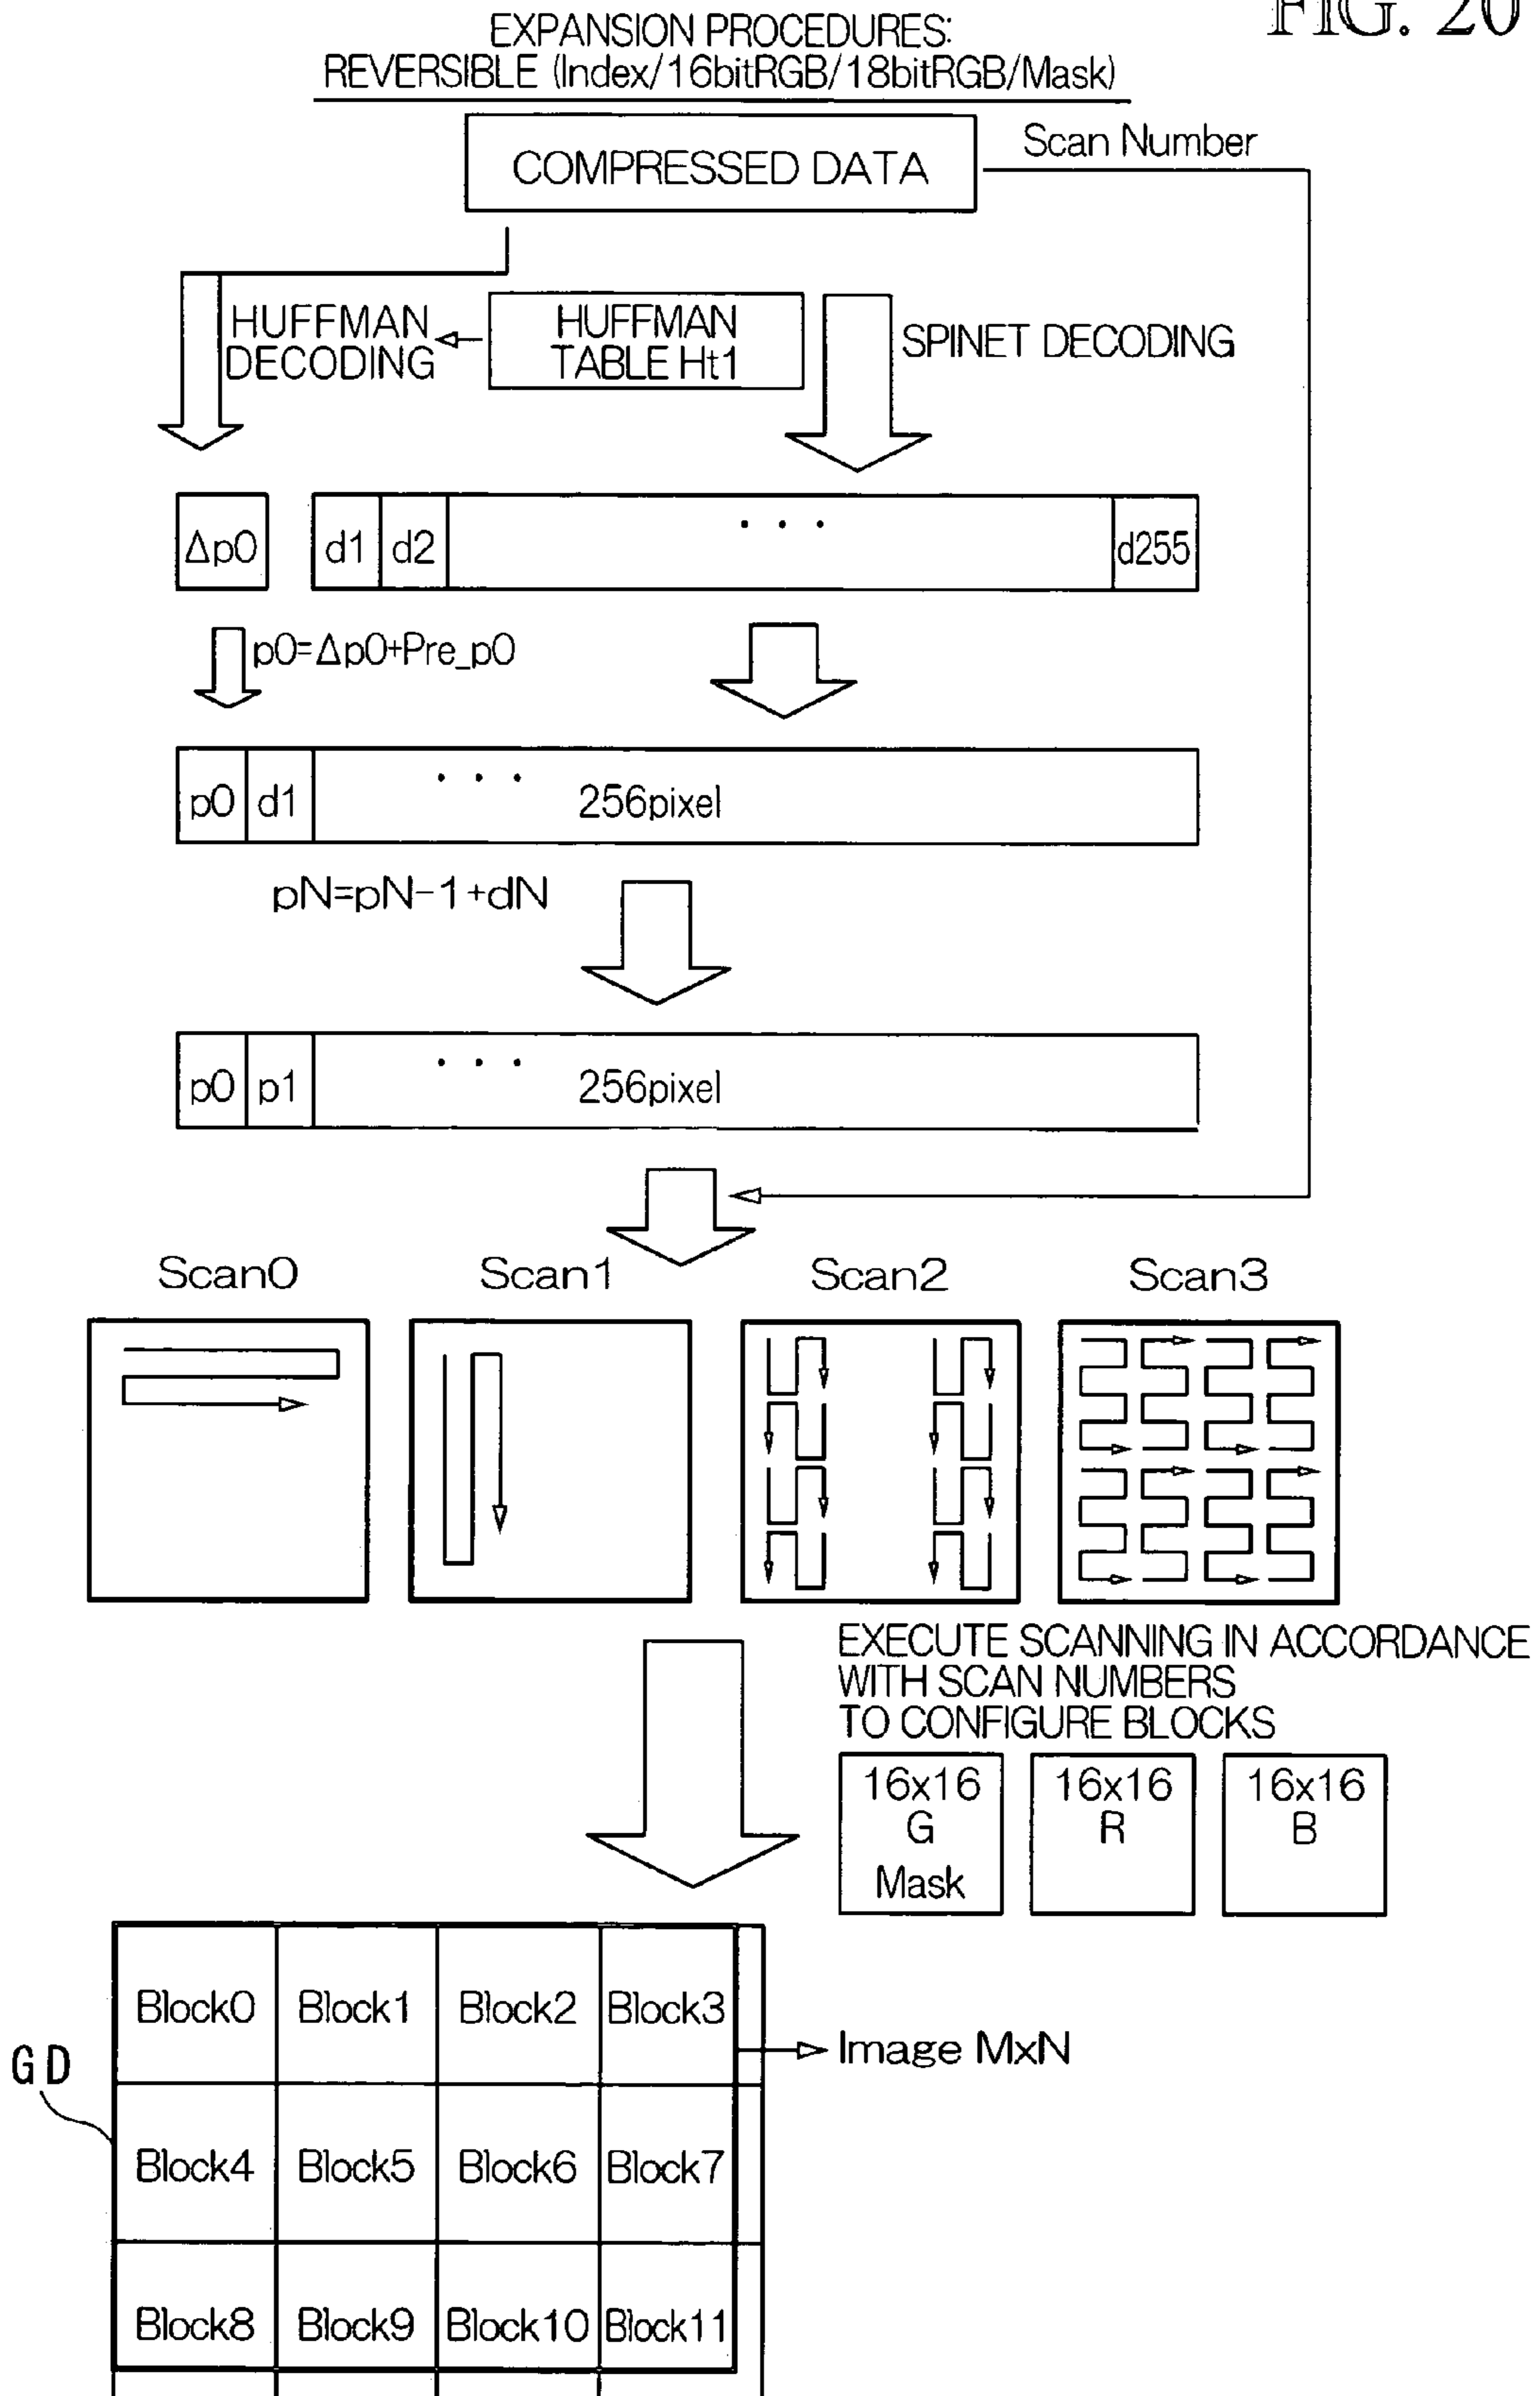 FIG. 20
EXPANSION PROCEDURES:
REVERSIBLE (Index/16bitRGB/18bitRGB/Mask)
COMPRESSED DATA
Scan Number
HUFFMAN
DECODING
HUFFMAN
TABLE Ht1
SPINET DECODING
Δp0
d1
d2
. . .
d255
p0=Δp0+Pre_p0
p0
d1
. . .
256pixel
pN=pN-1+dN
p0
p1
. . .
256pixel
Scan0
Scan1
Scan2
Scan3
EXECUTE SCANNING IN ACCORDANCE
WITH SCAN NUMBERS
TO CONFIGURE BLOCKS
16x16
G
Mask
16x16
R
16x16
B
Block0
Block1
Block2
Block3
Image MxN
GD
Block4
Block5
Block6
Block7
Block8
Block9
Block10
Block11